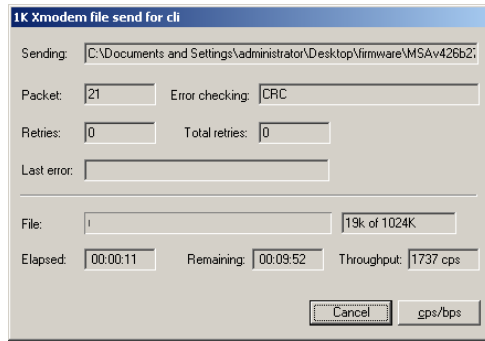 1K Xmodem file send for cli
Sending: C:\Documents and Settings\administrator\Desktop\firmware\MSAv426b27
Packet: 21 Error checking: CRC
Retries: 0 Total retries: 0
Last error:
File: 19k of 1024K
Elapsed: 00:00:11 Remaining: 00:09:52 Throughput: 1737 cps
Cancel cps/bps